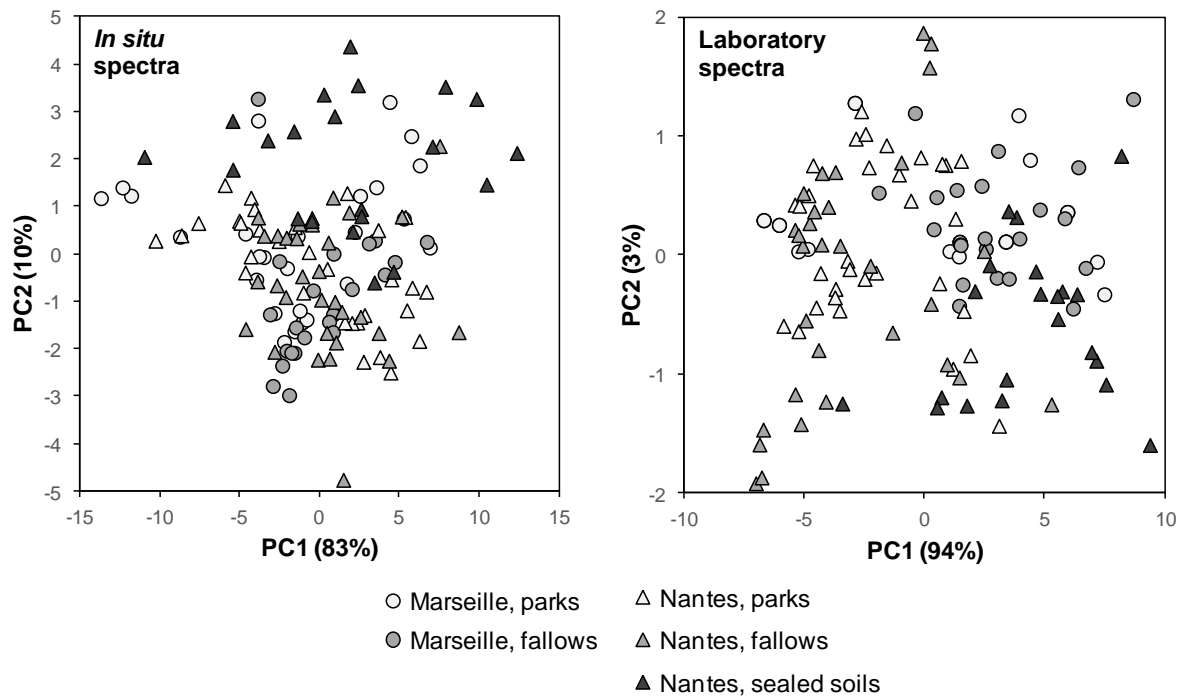 In situ
spectra
5
4
3
2
1
0
-1
-2
-3
-4
-5
PC2 (10%)
-15
-10
-5
0
5
10
15
PC1 (83%)
Laboratory
spectra
2
1
0
-1
-2
PC2 (3%)
-10
-5
0
5
10
PC1 (94%)
Marseille, parks
Nantes, parks
Marseille, fallows
Nantes, fallows
Nantes, sealed soils